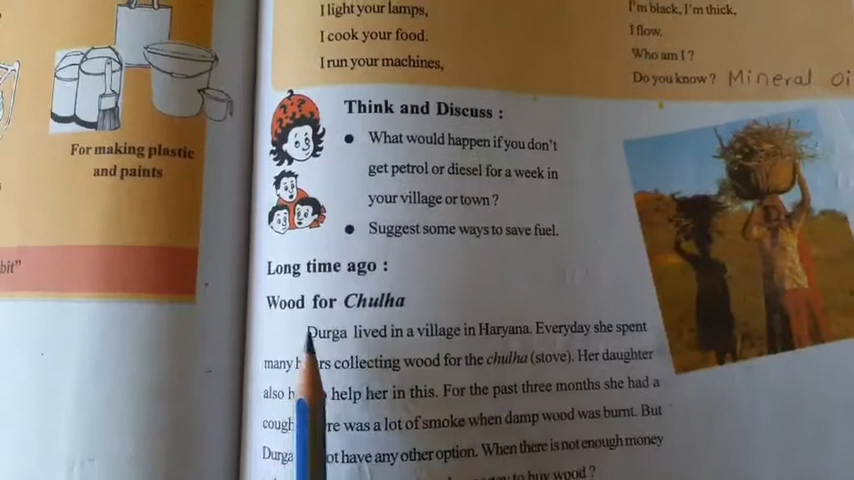 For making plastic
and paints
bit"
I light your lamps,
I cook your food.
I run your machines,
I'm black, I'm thick,
I flow.
Who am I ?
Do you know ? Mineral oi
Think and Discuss :
What would happen if you don't
get petrol or diesel for a week in
your village or town ?
Suggest some ways to save fuel.
Long time ago :
Wood for Chulha
Durga lived in a village in Haryana. Everyday she spent
many rs collecting wood for the chulha (stove). Her daughter
also help her in this. For the past three months she had a
cough re was a lot of smoke when damp wood was burnt. But
Durga ot have any other option. When there is not enough money
to buy wood ?